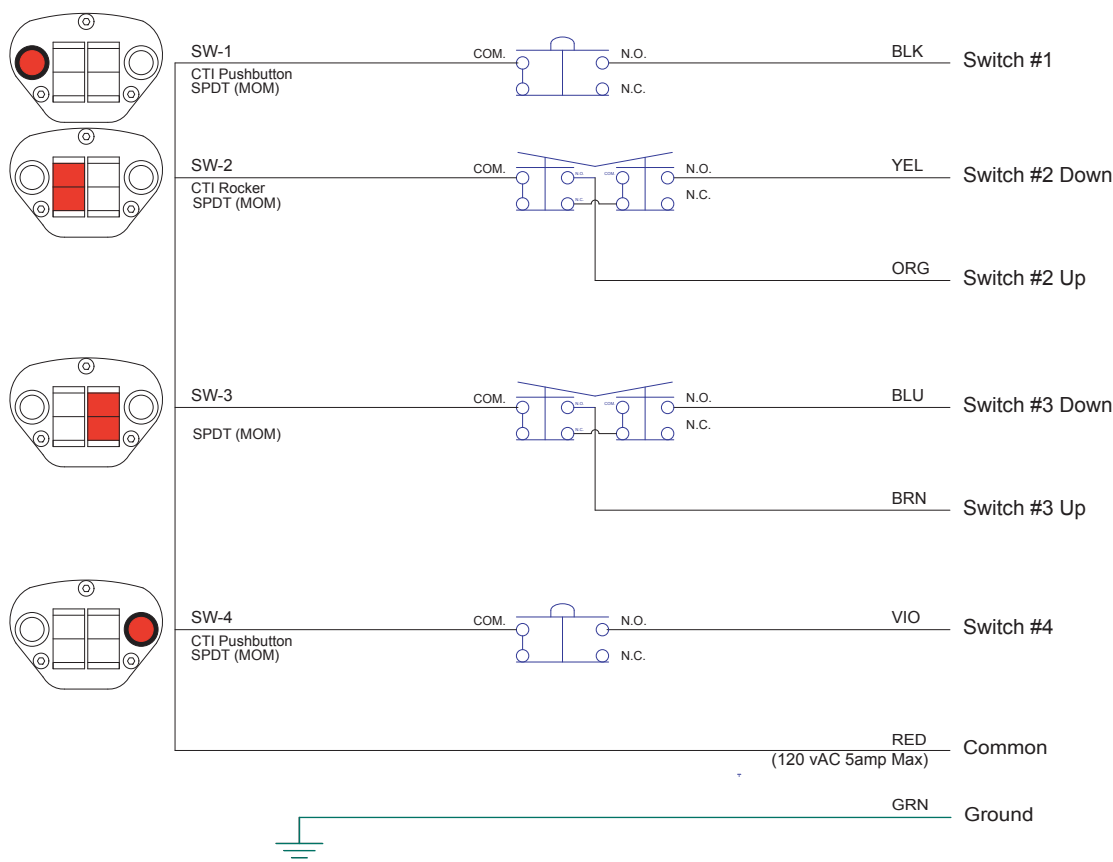 SW-1 COM. N.O. BLK Switch #1
CTI Pushbutton
SPDT (MOM) N.C.
SW-2 COM. N.O. COM. N.O. YEL Switch #2 Down
CTI Rocker
SPDT (MOM) N.C. N.C.
ORG Switch #2 Up
SW-3 COM. N.O. COM. N.O. BLU Switch #3 Down
SPDT (MOM) N.C. N.C.
BRN Switch #3 Up
SW-4 COM. N.O. VIO Switch #4
CTI Pushbutton
SPDT (MOM) N.C.
RED Common
(120 vAC 5amp Max)
GRN Ground